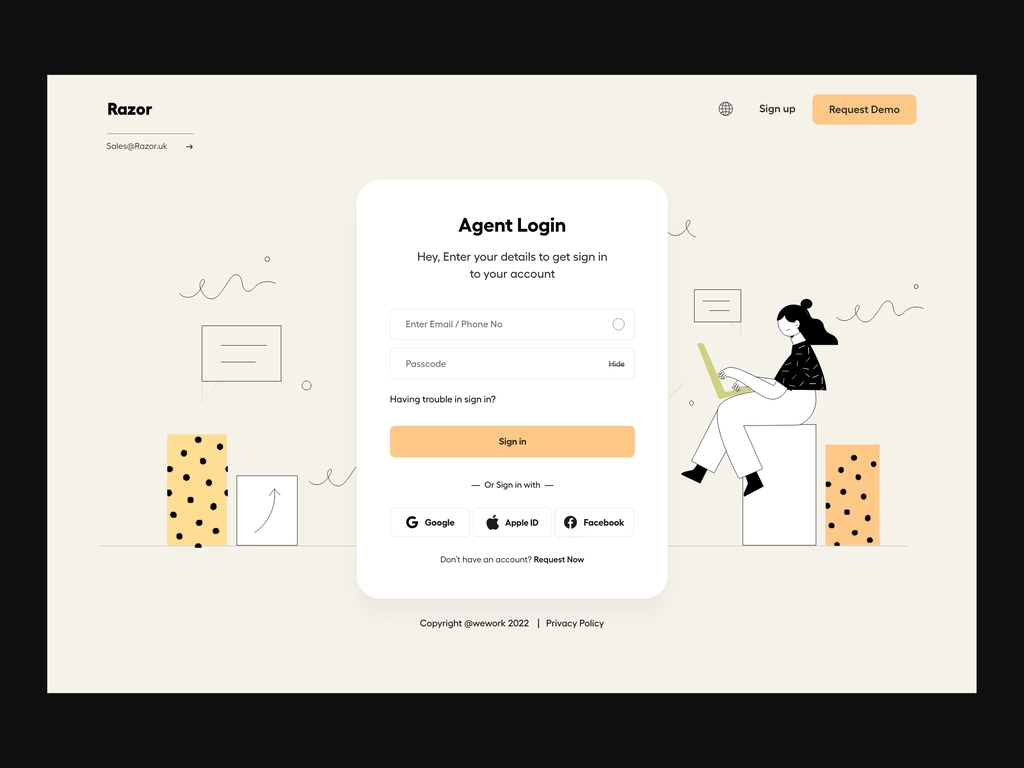 Razor
Sign up
Request Demo
Sales@Razor.uk →
Agent Login
Hey, Enter your details to get sign in
to your account
Enter Email / Phone No
Passcode
Hide
Having trouble in sign in?
Sign in
— Or Sign in with —
Google
Apple ID
Facebook
Don't have an account? Request Now
Copyright @wework 2022 | Privacy Policy